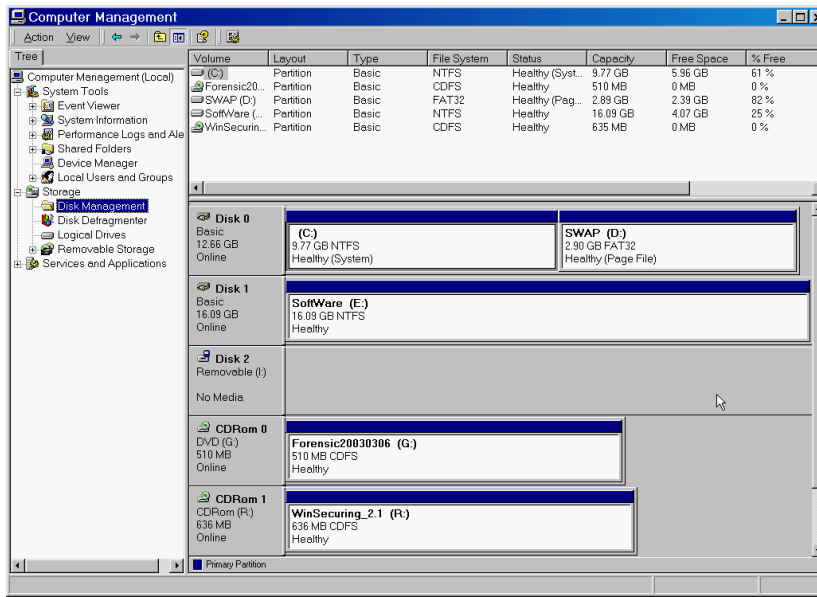 Computer Management
Action View
Tree
Computer Management (Local)
System Tools
Event Viewer
System Information
Performance Logs and Ale
Shared Folders
Device Manager
Local Users and Groups
Storage
Disk Management
Disk Defragmenter
Logical Drives
Removable Storage
Services and Applications
Volume Layout Type File System Status Capacity Free Space % Free
(C:) Partition Basic NTFS Healthy (Syst... 9.77 GB 5.96 GB 61 %
Forensic20... Partition Basic CDFS Healthy 510 MB 0 MB 0 %
SWAP (D:) Partition Basic FAT32 Healthy (Pag... 2.89 GB 2.39 GB 82 %
SoftWare (... Partition Basic NTFS Healthy 16.09 GB 4.07 GB 25 %
WinSecurin... Partition Basic CDFS Healthy 635 MB 0 MB 0 %
Disk 0
Basic
12.66 GB
Online
(C:)
9.77 GB NTFS
Healthy (System)
SWAP (D:)
2.90 GB FAT32
Healthy (Page File)
Disk 1
Basic
16.09 GB
Online
SoftWare (E:)
16.09 GB NTFS
Healthy
Disk 2
Removable (I:)
No Media
CDRom 0
DVD (G:)
510 MB
Online
Forensic20030306 (G:)
510 MB CDFS
Healthy
CDRom 1
CDRom (R:)
636 MB
Online
WinSecuring_2.1 (R:)
636 MB CDFS
Healthy
Primary Partition